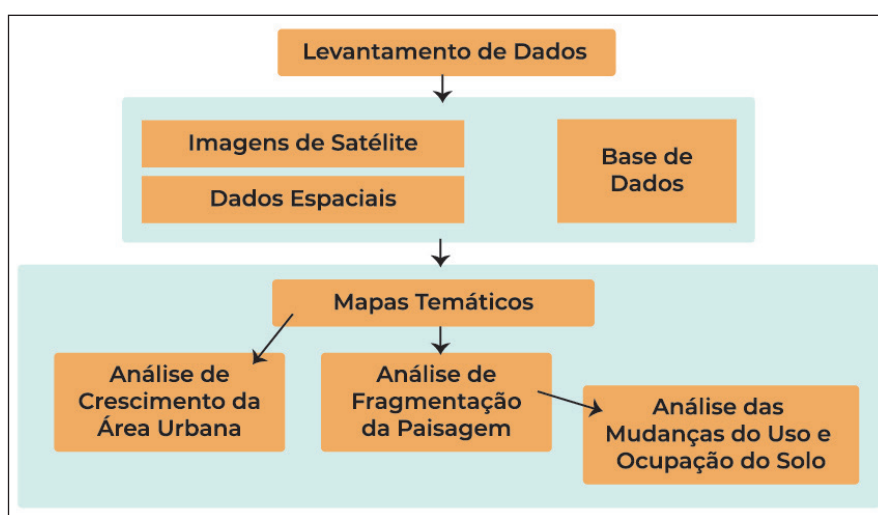 Levantamento de Dados
Imagens de Satélite
Dados Espaciais
Base de
Dados
Mapas Temáticos
Análise de
Crescimento da
Área Urbana
Análise de
Fragmentação
da Paisagem
Análise das
Mudanças do Uso e
Ocupação do Solo